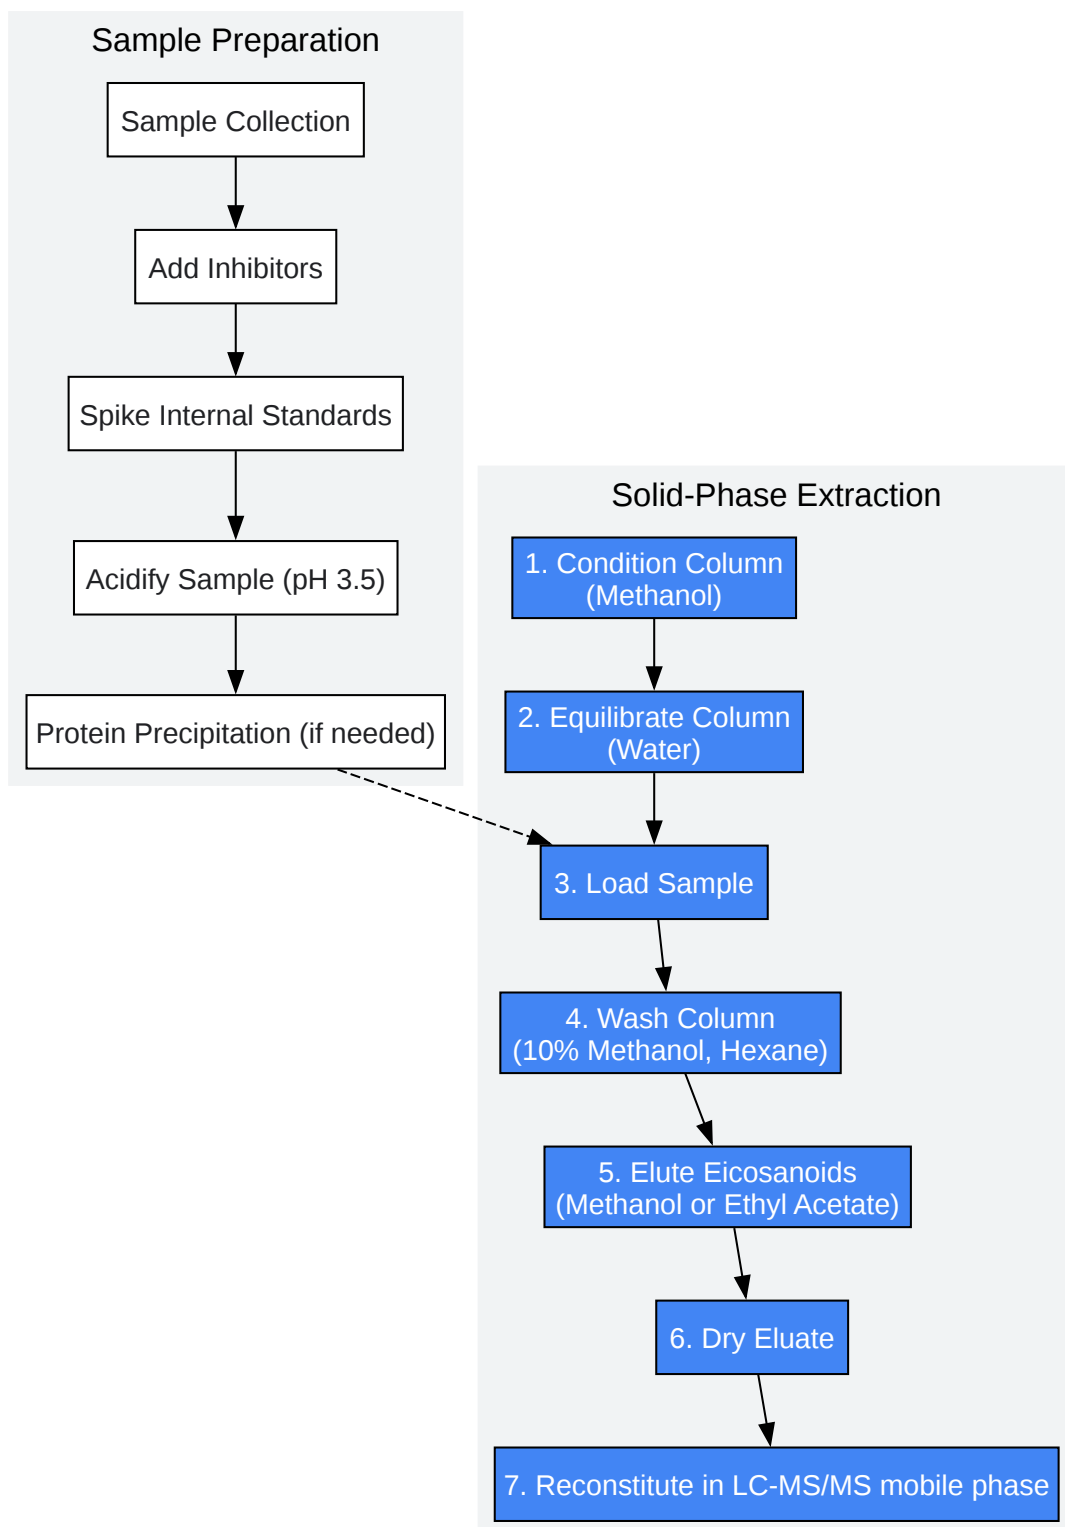 Sample Preparation
Sample Collection
Add Inhibitors
Spike Internal Standards
Acidify Sample (pH 3.5)
Protein Precipitation (if needed)
Solid-Phase Extraction
1. Condition Column
(Methanol)
2. Equilibrate Column
(Water)
3. Load Sample
4. Wash Column
(10% Methanol, Hexane)
5. Elute Eicosanoids
(Methanol or Ethyl Acetate)
6. Dry Eluate
7. Reconstitute in LC-MS/MS mobile phase